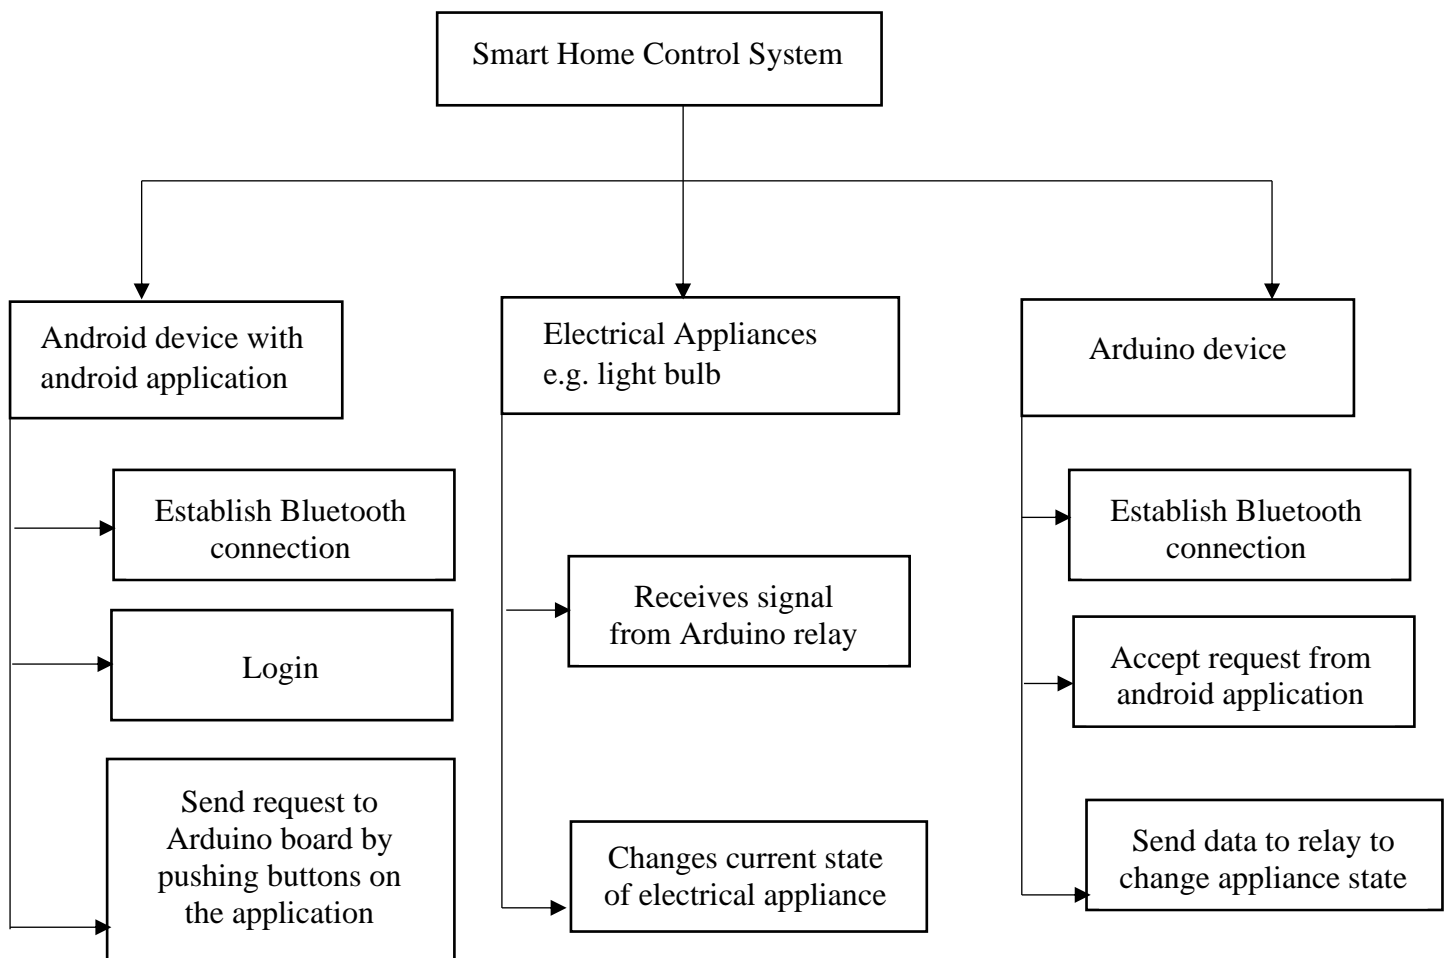 Smart Home Control System
Android device with
android application
Electrical Appliances
e.g. light bulb
Arduino device
Establish Bluetooth
connection
Login
Send request to
Arduino board by
pushing buttons on
the application
Receives signal
from Arduino relay
Changes current state
of electrical appliance
Establish Bluetooth
connection
Accept request from
android application
Send data to relay to
change appliance state